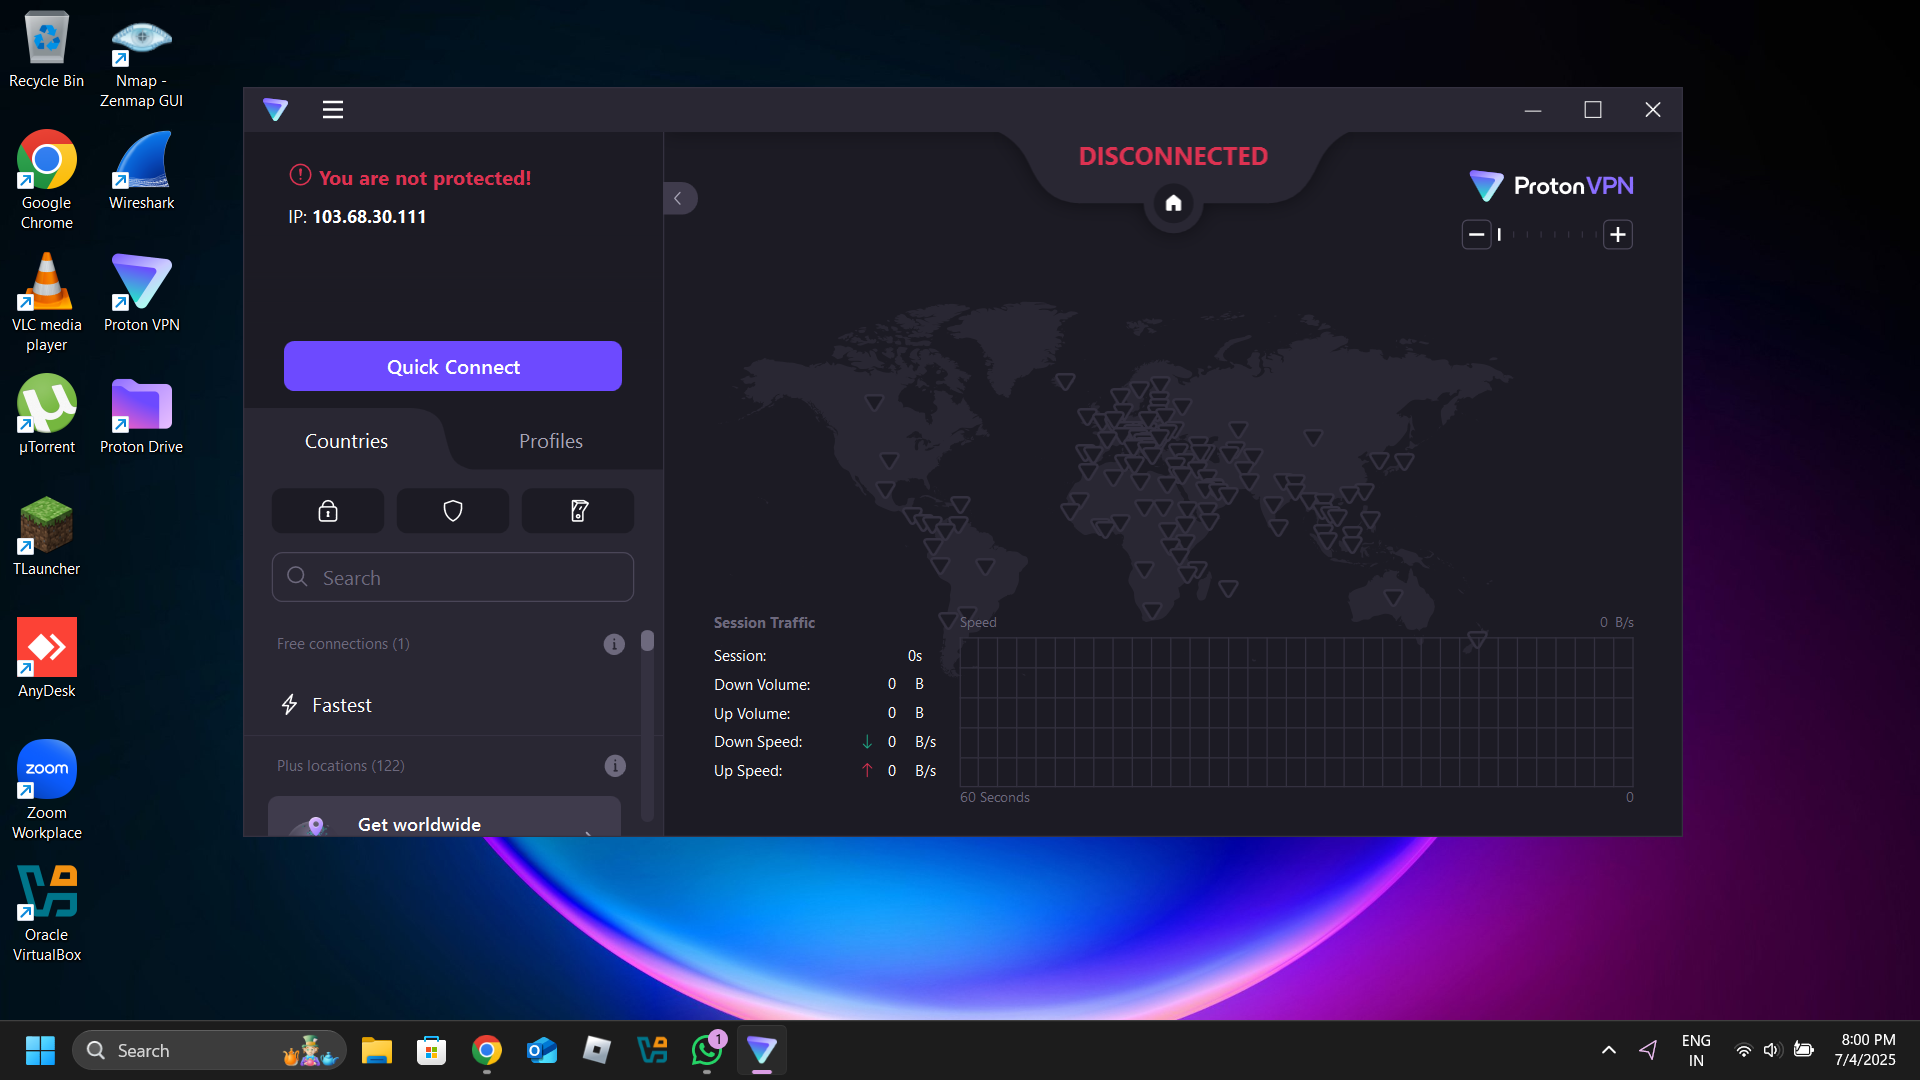 Recycle Bin
Nmap -
Zenmap GUI
Google
Chrome
Wireshark
VLC media
player
Proton VPN
µTorrent
Proton Drive
TLauncher
AnyDesk
zoom
Zoom
Workplace
Oracle
VirtualBox
You are not protected!
IP: 103.68.30.111
Quick Connect
Countries
Profiles
Search
Free connections (1)
Fastest
Plus locations (122)
Get worldwide
DISCONNECTED
ProtonVPN
Session Traffic
Session: 0s
Down Volume: 0 B
Up Volume: 0 B
Down Speed: ↓ 0 B/s
Up Speed: ↑ 0 B/s
Speed
0 B/s
60 Seconds
0
Search
1
ENG
IN
8:00 PM
7/4/2025